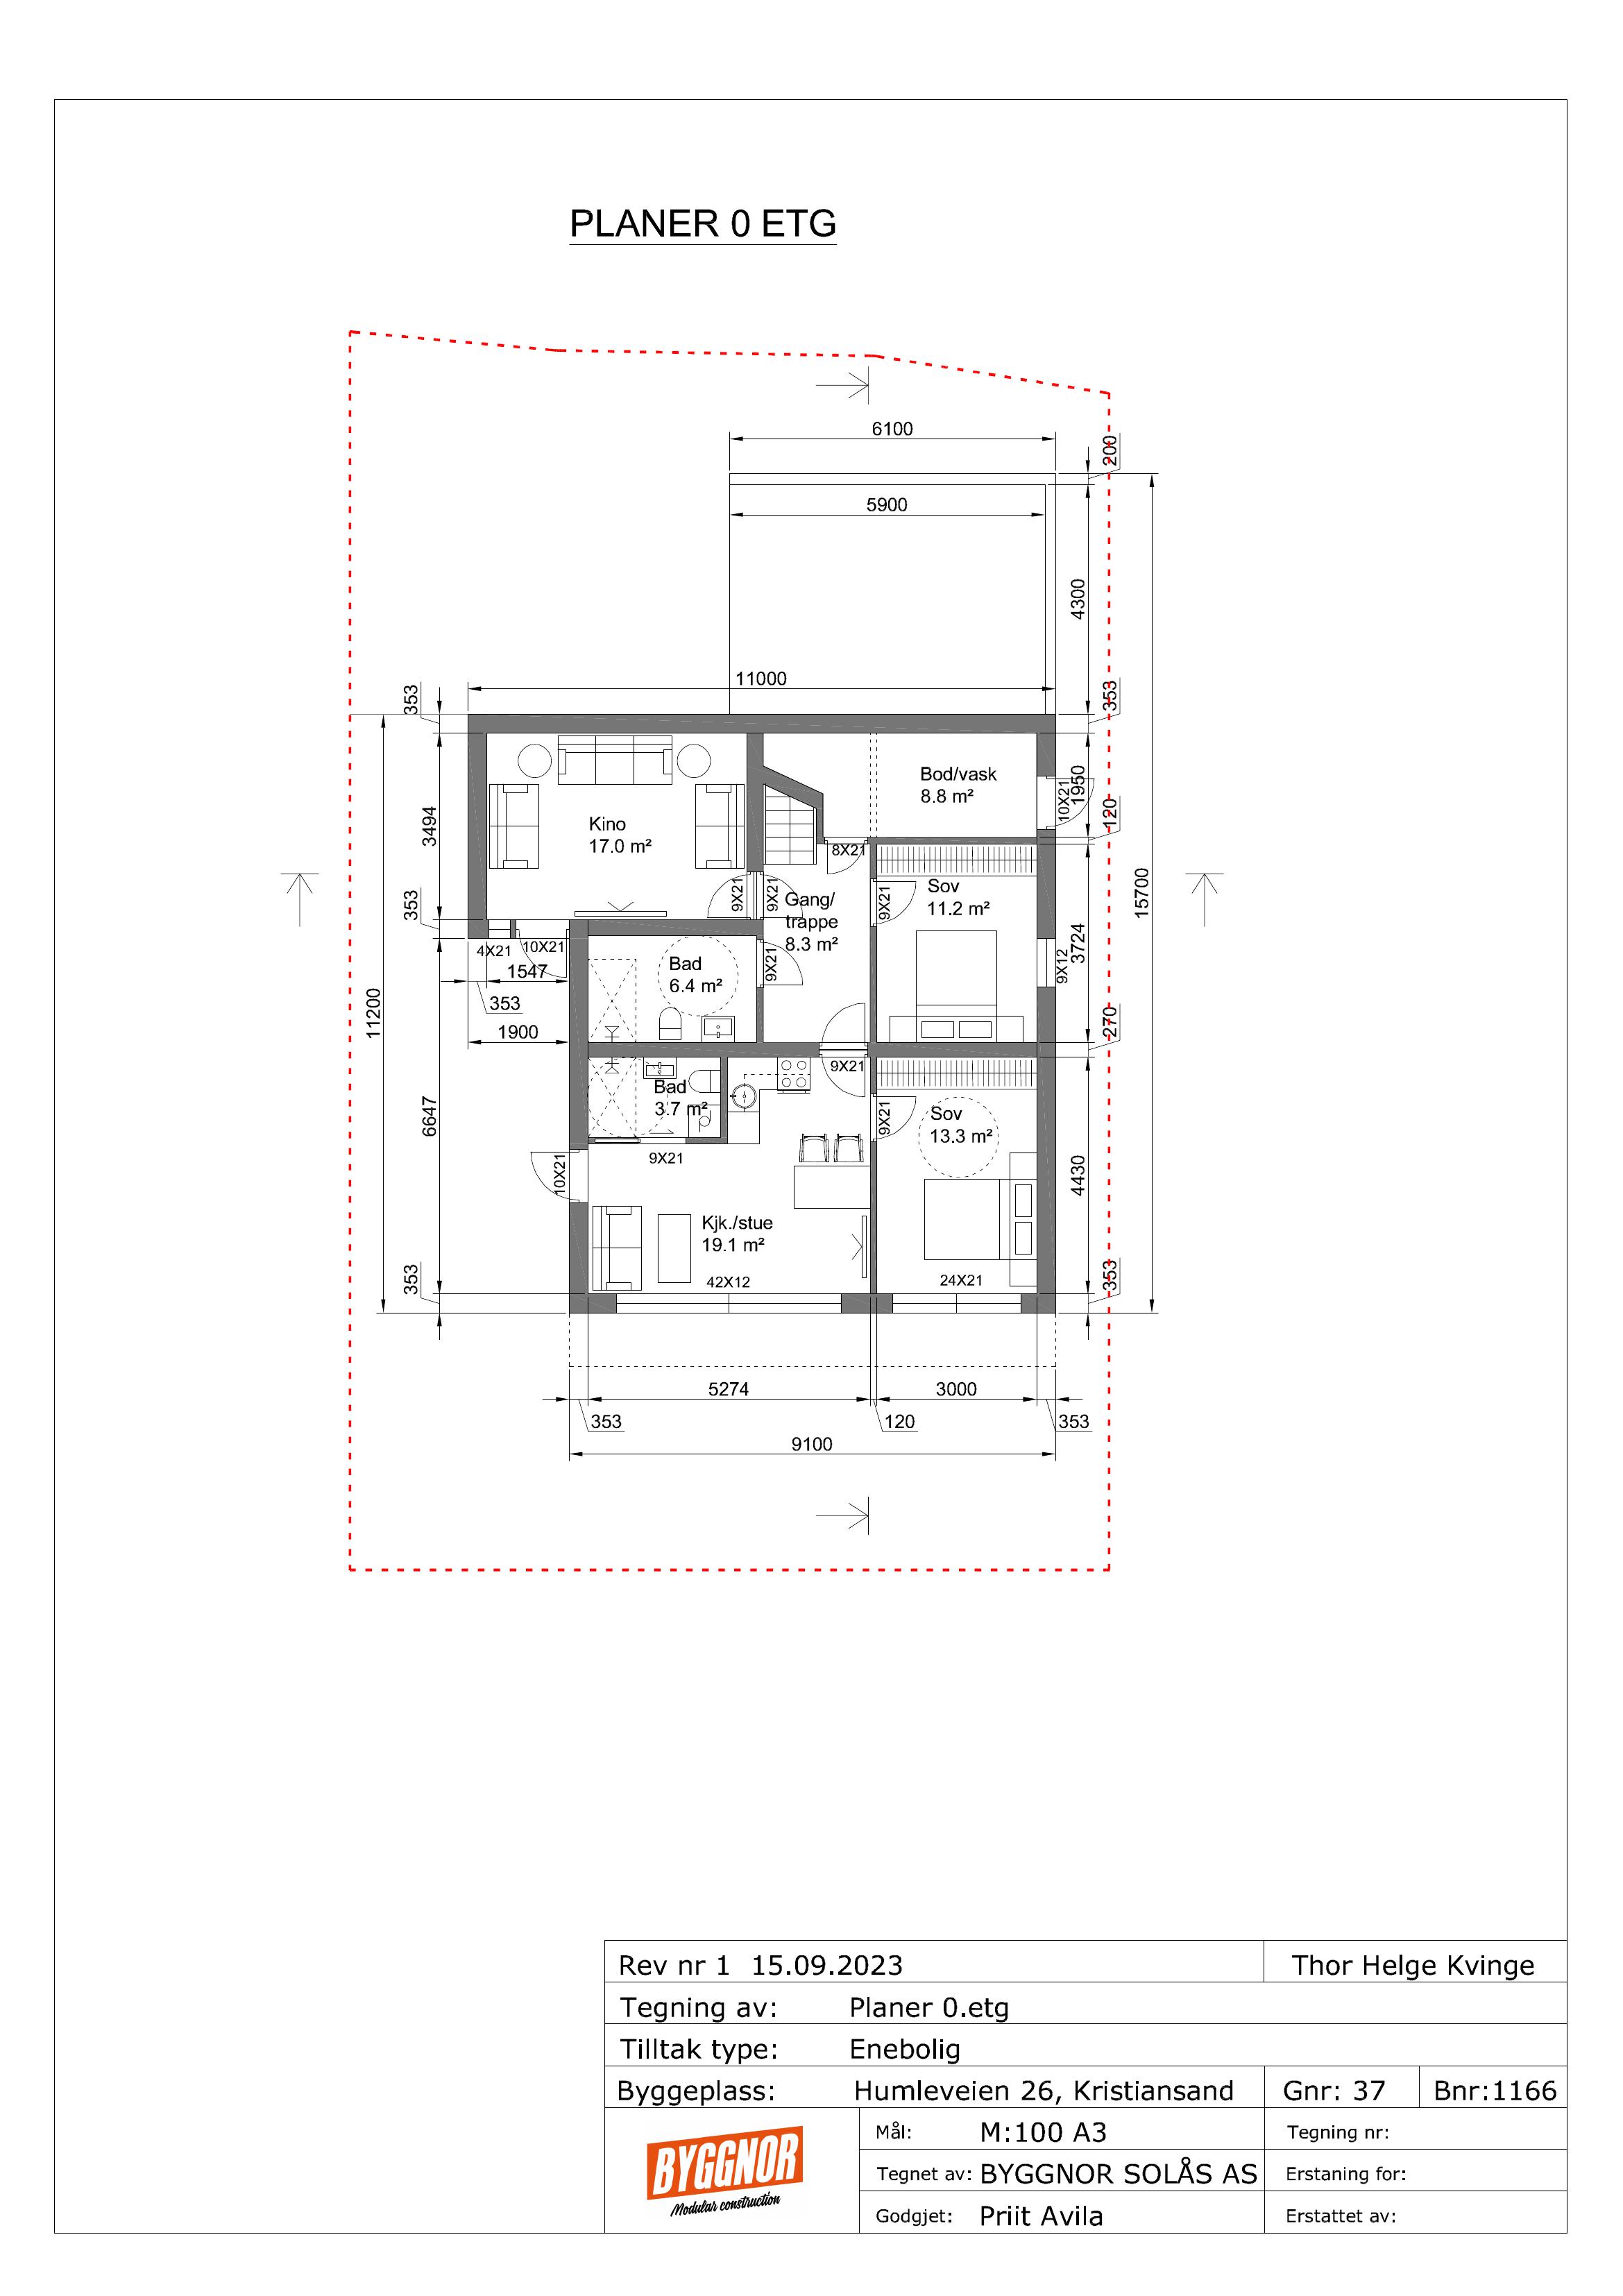 PLANER 0 ETG
6100
200
5900
4300
11000
353
353
Kino
17.0 m²
Bod/vask
8.8 m²
10X21
1950
120
3494
8X21
9X21
9X21
Gang/
trappe
8.3 m²
9X21
Sov
11.2 m²
15700
353
4X21
10X21
1547
353
1900
Bad
6.4 m²
9X21
9X12
3724
11200
270
9X21
Bad
3.7 m²
9X21
6647
10X21
9X21
Sov
13.3 m²
4430
Kjk./stue
19.1 m²
42X12
24X21
353
353
5274
3000
353
120
353
9100
Rev nr 1 15.09.2023
Thor Helge Kvinge
Tegning av: Planer 0.etg
Tilltak type: Enebolig
Byggeplass: Humleveien 26, Kristiansand
Gnr: 37
Bnr:1166
BYGGNOR
Modular construction
Mål: M:100 A3
Tegning nr:
Tegnet av: BYGGNOR SOLÅS AS
Erstaning for:
Godgjet: Priit Avila
Erstattet av: